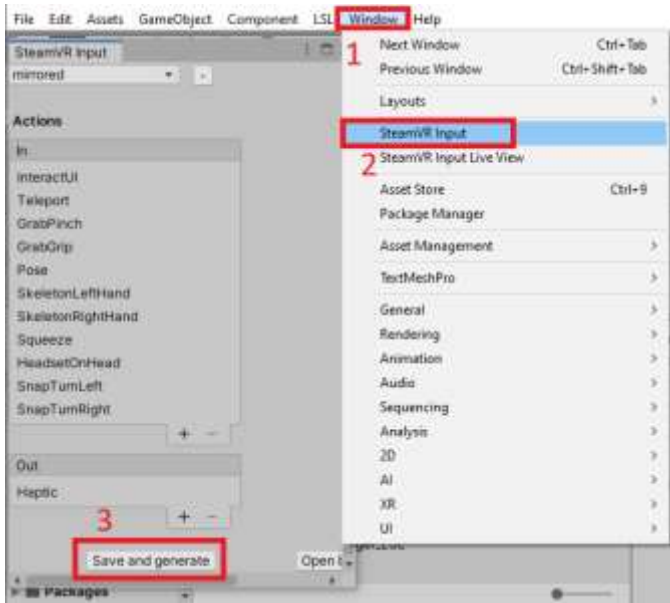 File Edit Assets GameObject Component LSL Window Help
SteamVR Input
mirrored
Actions
In
InteractUI
Teleport
GrabPinch
GrabGrip
Pose
SkeletonLeftHand
SkeletonRightHand
Squeeze
HeadsetOnHead
SnapTurnLeft
SnapTurnRight
+ -
Out
Haptic
+ -
3
Save and generate
Open
Packages
1
Next Window Ctrl+Tab
Previous Window Ctrl+Shift+Tab
Layouts >
SteamVR Input
2
SteamVR Input Live View
Asset Store Ctrl+9
Package Manager
Asset Management >
TextMeshPro >
General >
Rendering >
Animation >
Audio >
Sequencing >
Analysis >
2D >
AI >
XR >
UI >